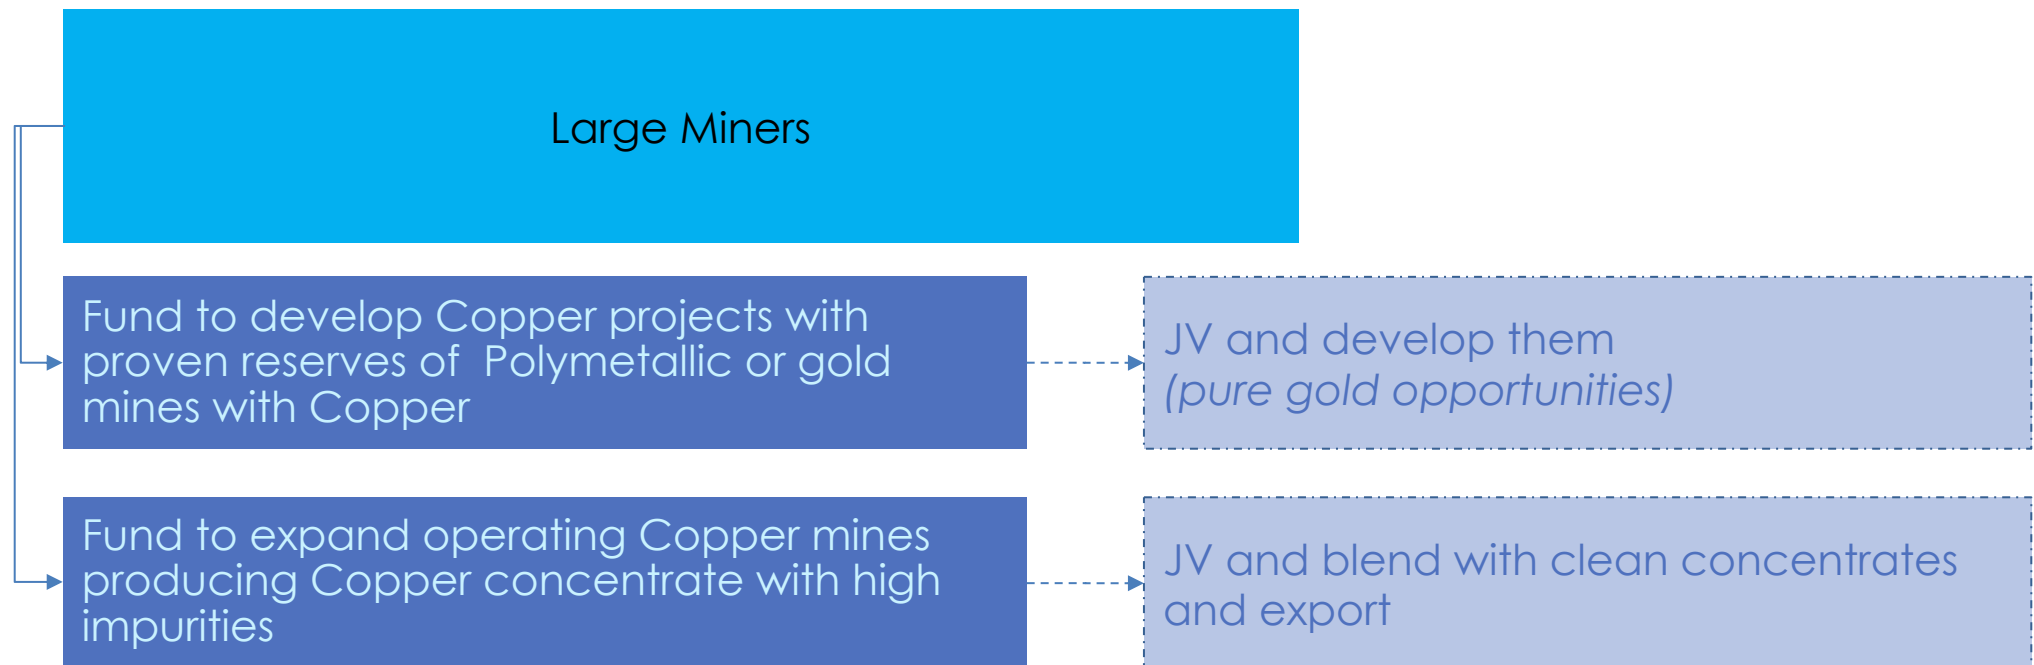 Large Miners
Fund to develop Copper projects with
proven reserves of  Polymetallic or gold
mines with Copper
JV and develop them
(pure gold opportunities)
Fund to expand operating Copper mines
producing Copper concentrate with high
impurities
JV and blend with clean concentrates
and export